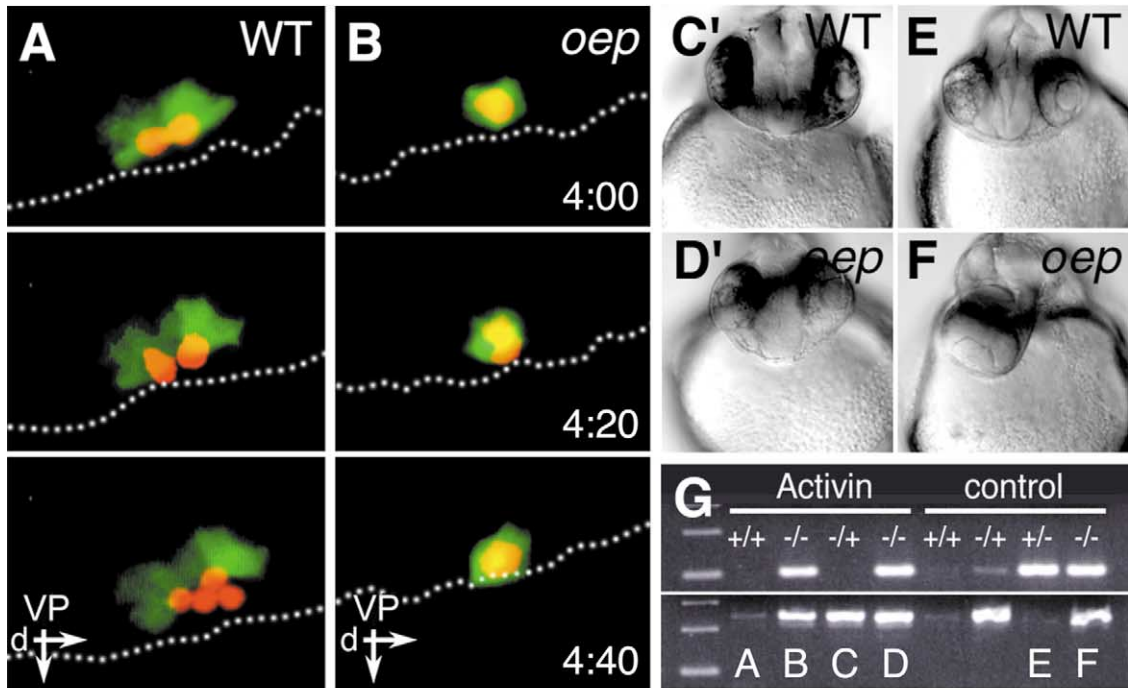 A WT
B oep
C' WT
E WT
4:00
D' oep
F oep
4:20
VP
d
VP
d
4:40
G
Activin control
+/+ -/- -/+ -/- +/+ -/+ +/- -/-
A B C D E F